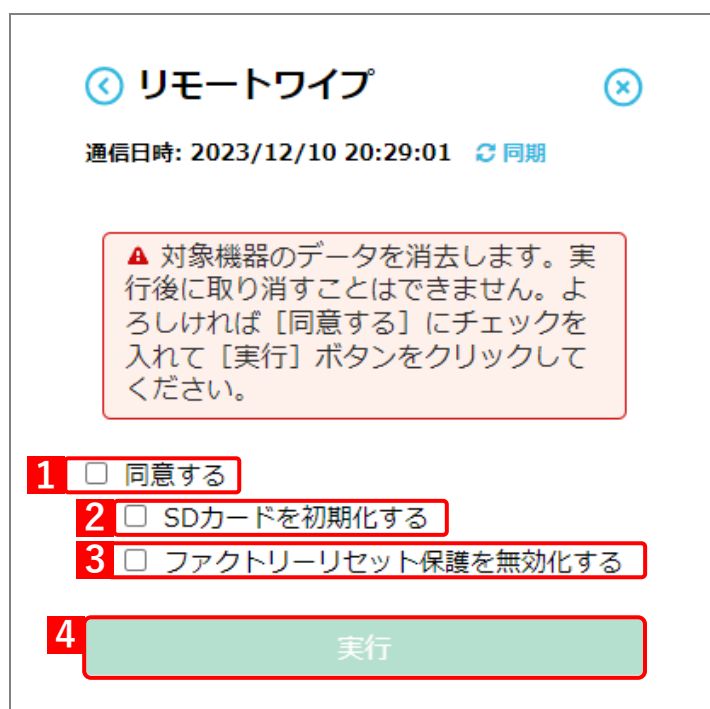 リモートワイプ
通信日時: 2023/12/10 20:29:01 同期
対象機器のデータを消去します。実
行後に取り消すことはできません。よ
ろしければ［同意する］にチェックを
入れて［実行］ボタンをクリックして
ください。
1 同意する
2 SDカードを初期化する
3 ファクトリーリセット保護を無効化する
4 実行